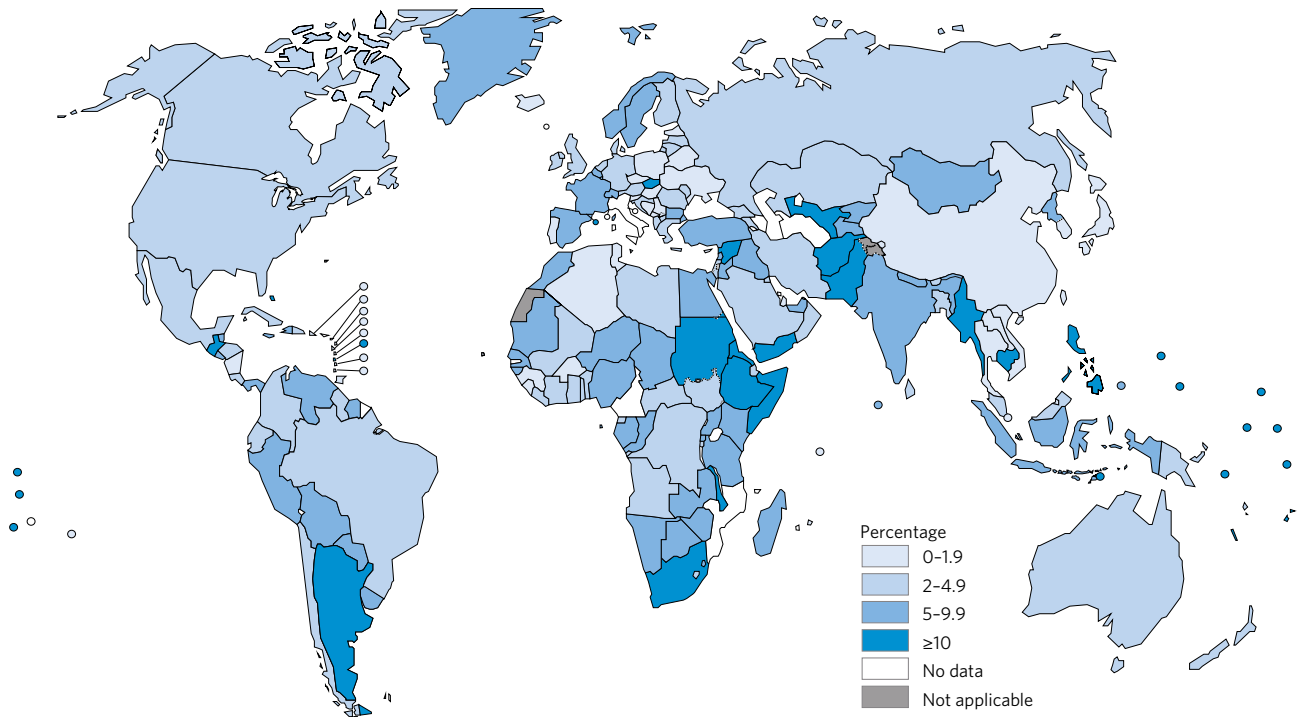 Percentage
0–1.9
2–4.9
5–9.9
≥10
No data
Not applicable